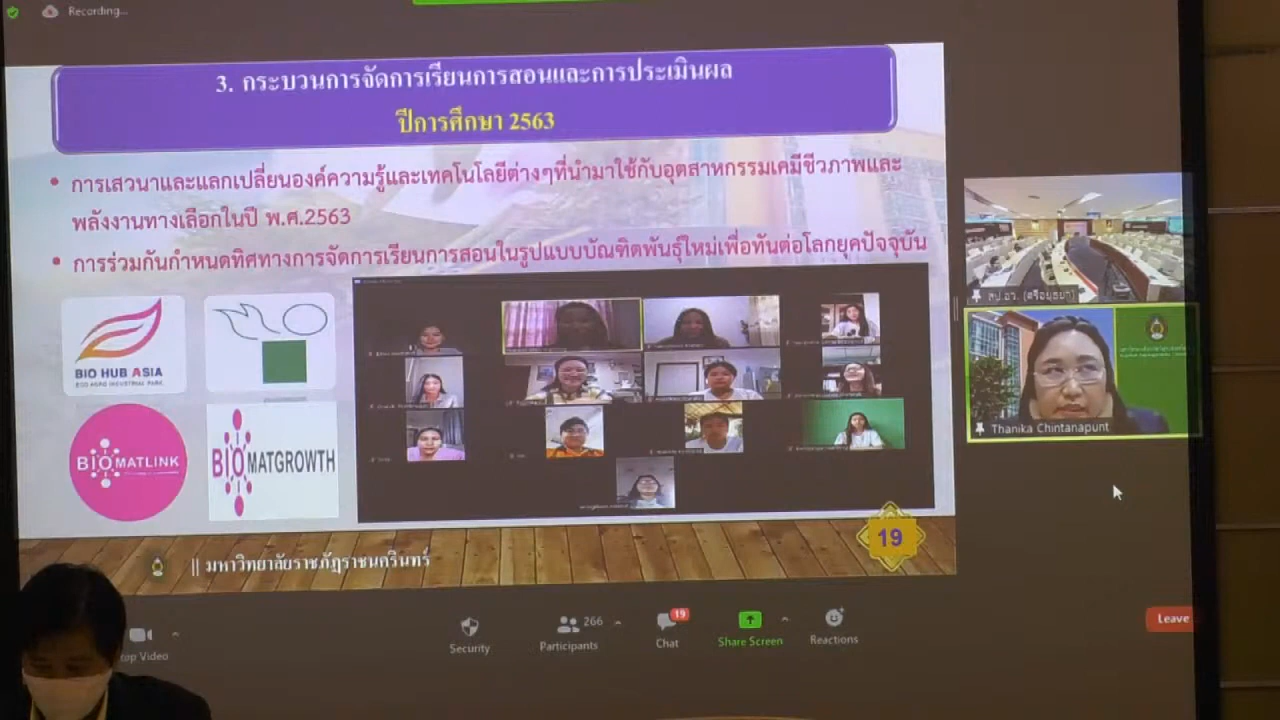 Recording...
3. กระบวนการจัดการเรียนการสอนและการประเมินผล
ปีการศึกษา 2563
• การเสวนาและแลกเปลี่ยนองค์ความรู้และเทคโนโลยีต่างๆที่นำมาใช้กับอุตสาหกรรมเคมีชีวภาพและ
พลังงานทางเลือกในปี พ.ศ.2563
• การร่วมกันกำหนดทิศทางการจัดการเรียนการสอนในรูปแบบบัณฑิตพันธุ์ใหม่เพื่อทันต่อโลกยุคปัจจุบัน
BIO HUB ASIA
BIOMATLINK
BIOMATGROWTH
19
|| มหาวิทยาลัยราชภัฏราชนครินทร์
สป.อว. (ศรีอยุธยา)
Thanika Chintanapunt
Video
Security
Participants
266
Chat
19
Share Screen
Reactions
Leave